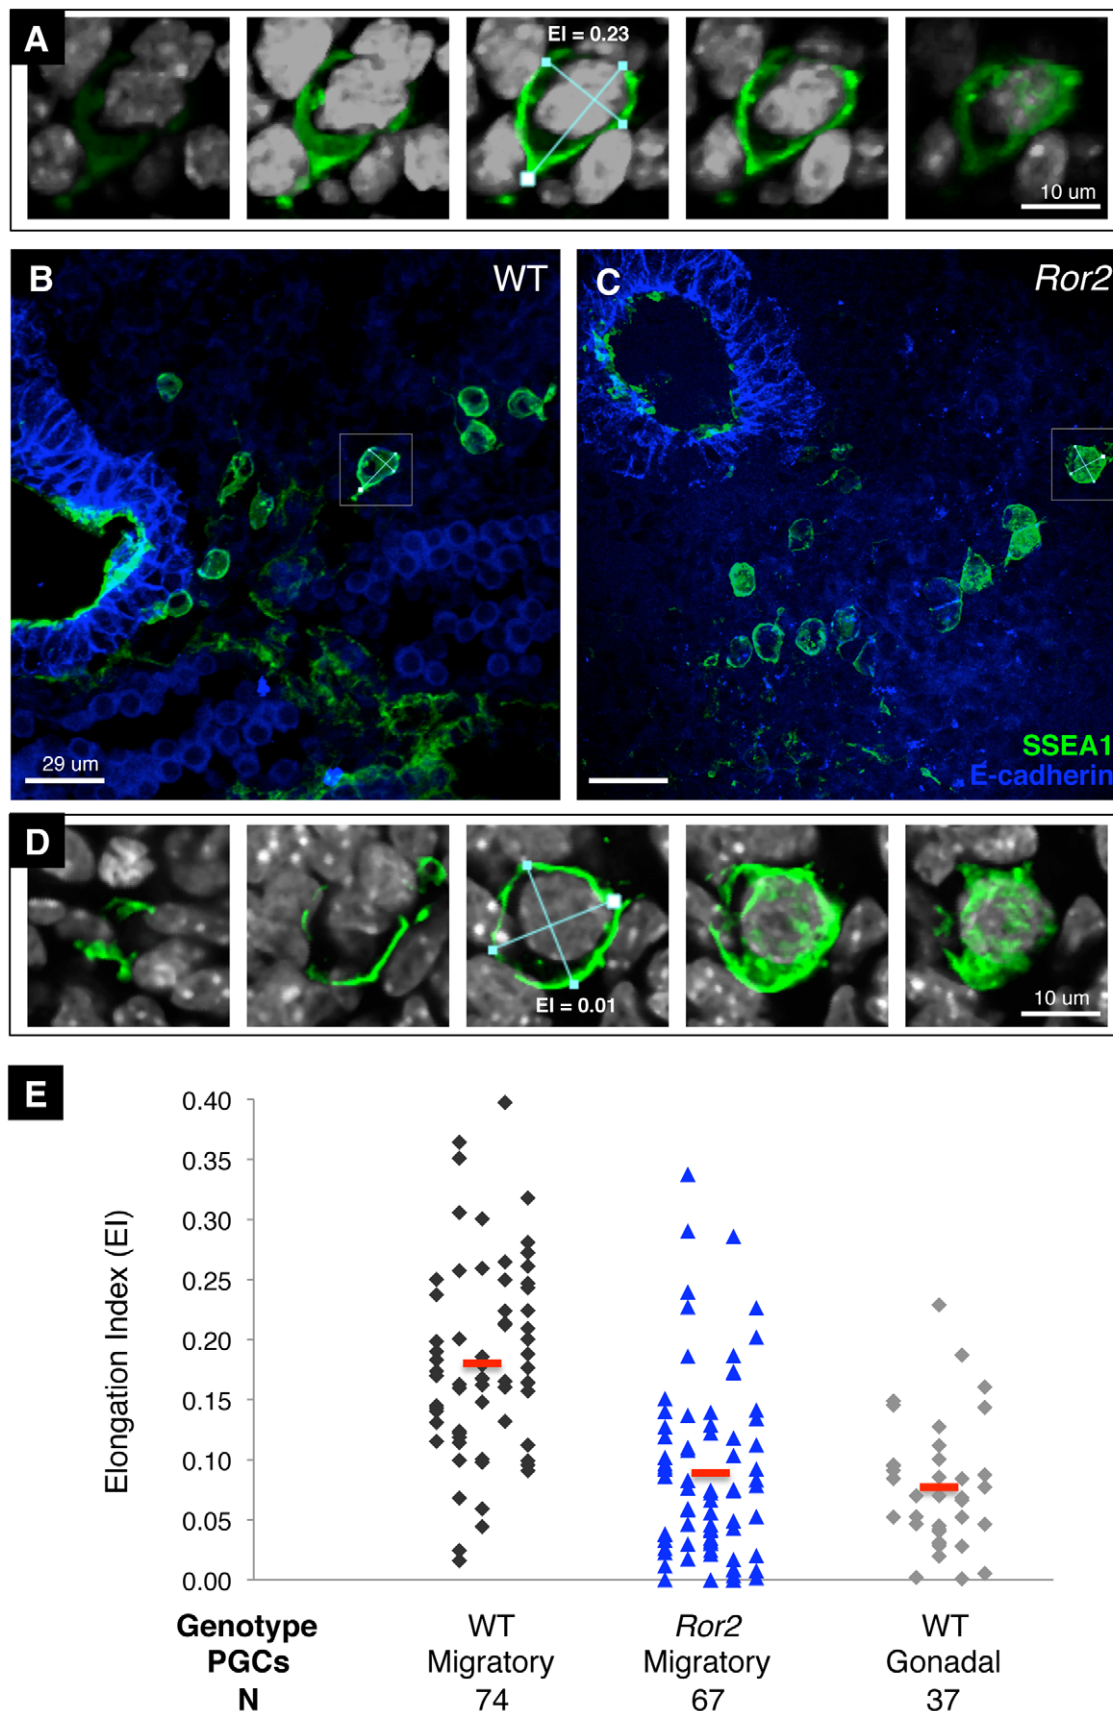 A
EI = 0.23
10 um
B
WT
C
Ror2
29 um
SSEA1
E-cadherin
D
EI = 0.01
10 um
E
Elongation Index (EI)
0.40
0.35
0.30
0.25
0.20
0.15
0.10
0.05
0.00
Genotype WT Ror2 WT
PGCs Migratory Migratory Gonadal
N 74 67 37